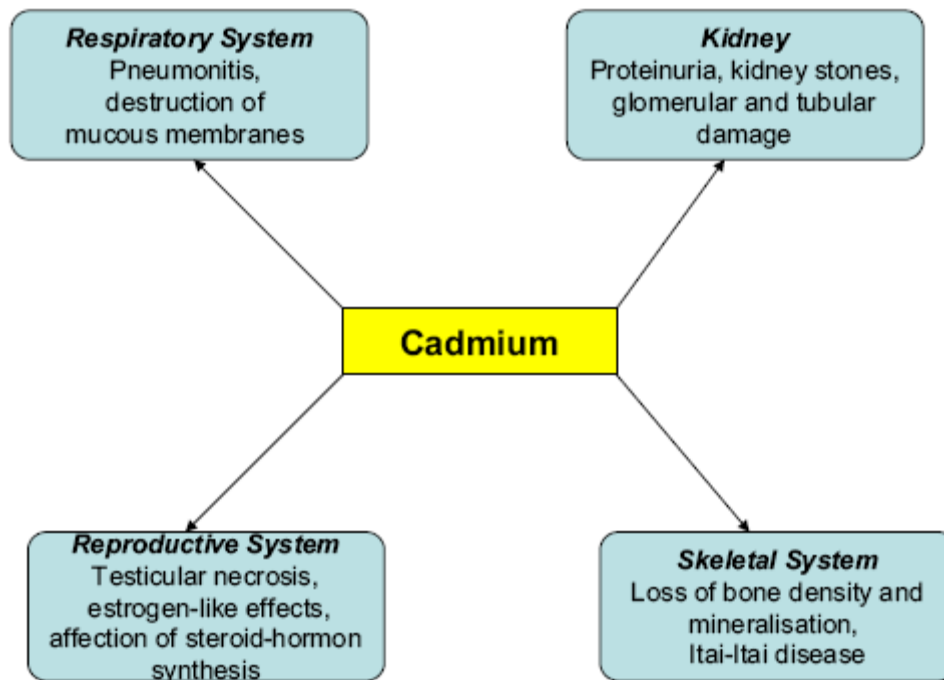 Respiratory System
Pneumonitis,
destruction of
mucous membranes
Kidney
Proteinuria, kidney stones,
glomerular and tubular
damage
Cadmium
Reproductive System
Testicular necrosis,
estrogen-like effects,
affection of steroid-hormon
synthesis
Skeletal System
Loss of bone density and
mineralisation,
Itai-Itai disease